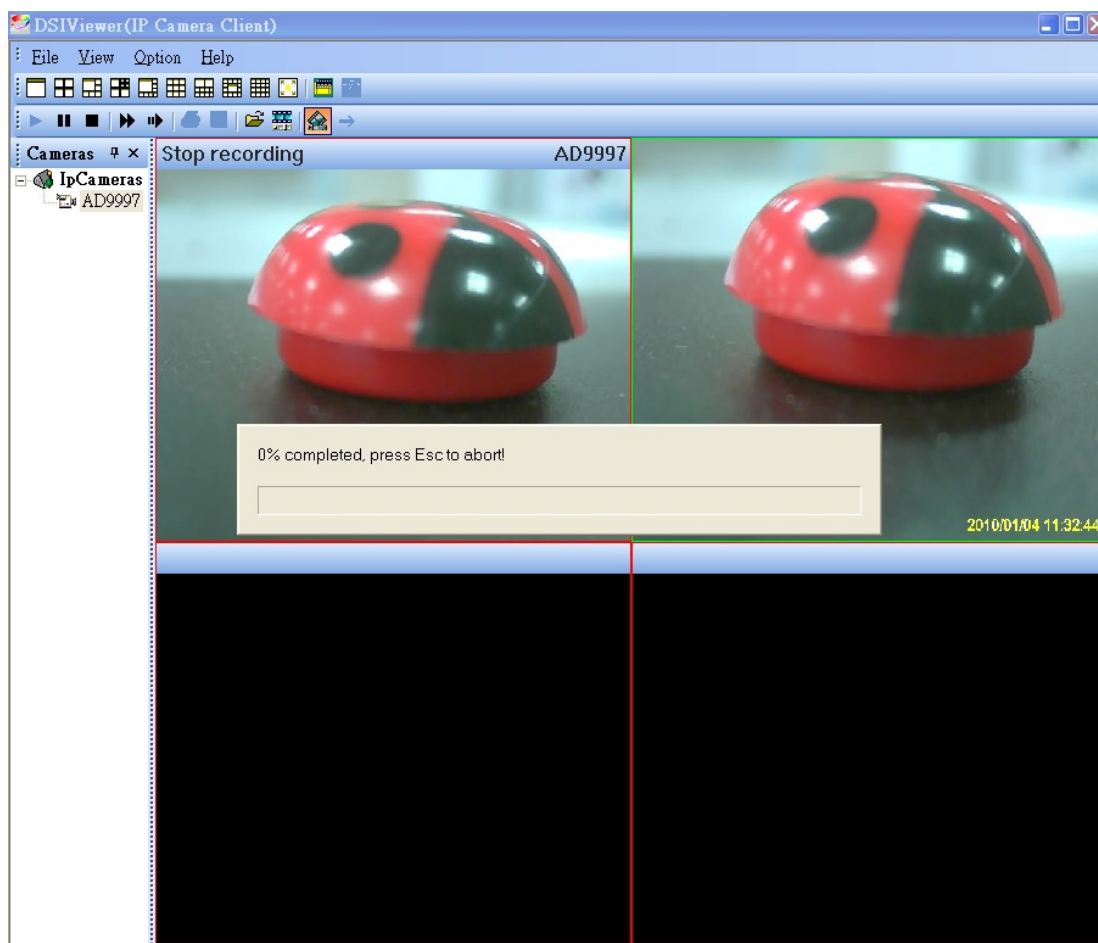 DSIViewer(IP Camera Client)
File View Option Help
Cameras
Stop recording AD9997
IpCameras
AD9997
0% completed, press Esc to abort!
2010/01/04 11:32:44